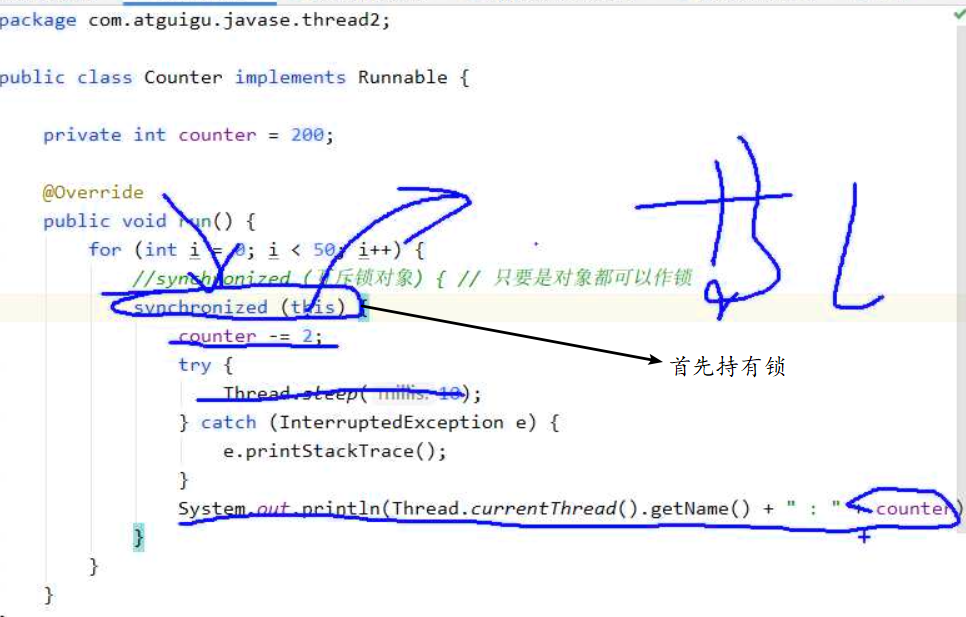 package com.atguigu.javase.thread2;
public class Counter implements Runnable {
private int counter = 200;
@Override
public void run() {
for (int i = 0; i < 50; i++) {
//synchronized (互斥锁对象) { // 只要是对象都可以作锁
synchronized (this) {
counter -= 2;
首先持有锁
try {
Thread.sleep( millis: 10);
} catch (InterruptedException e) {
e.printStackTrace();
}
System.out.println(Thread.currentThread().getName() + " : " + counter)
}
}
}